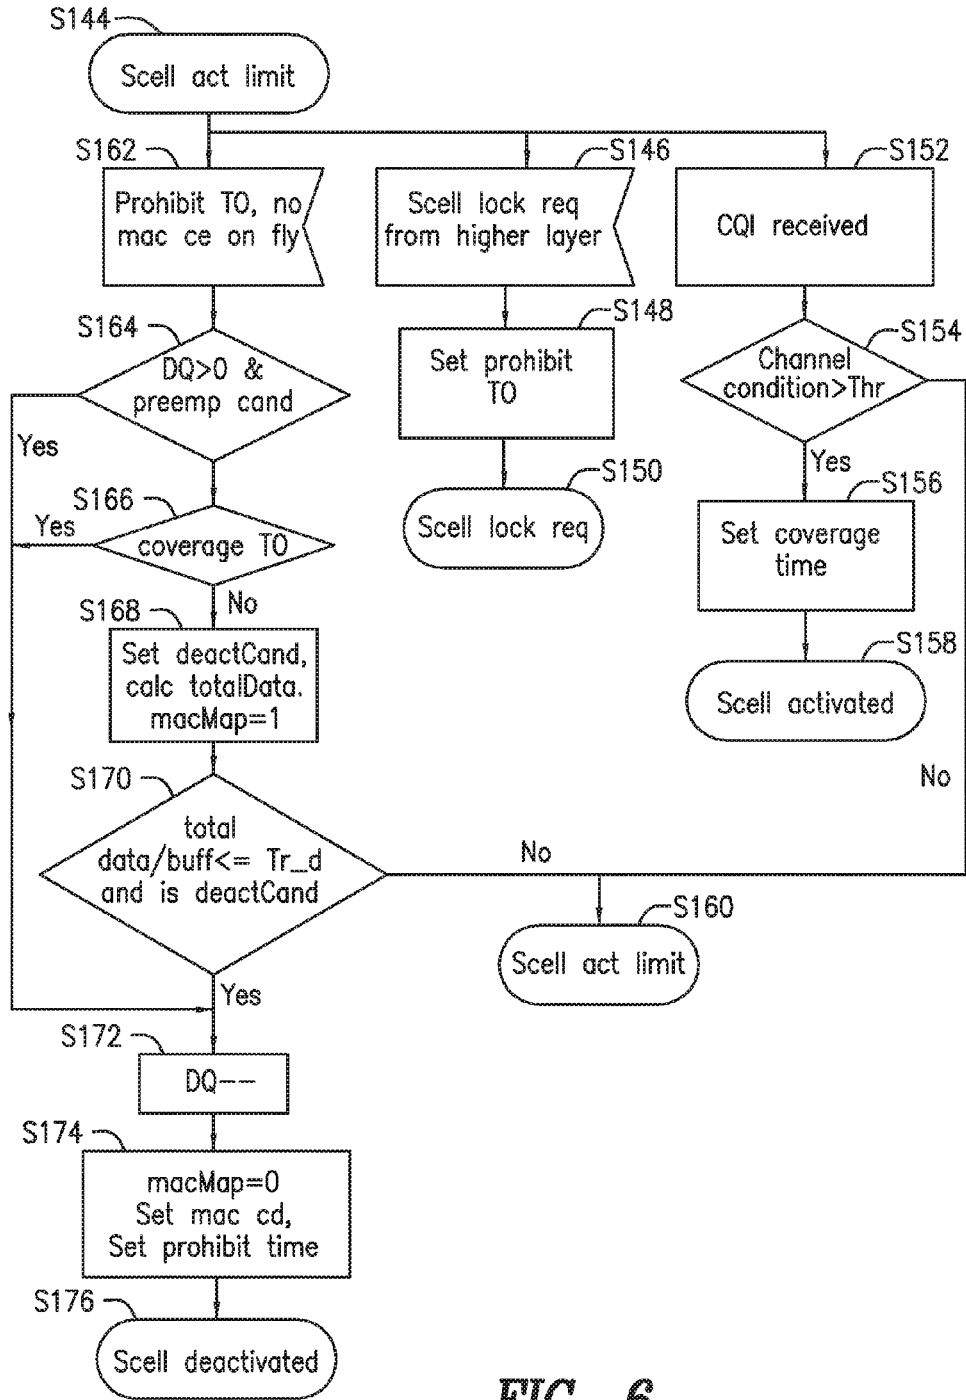 S144
Scell act limit
S162
Prohibit TO, no
mac ce on fly
S146
Scell lock req
from higher layer
S152
CQI received
S164
DQ>0 &
preemp cand
Yes
S148
Set prohibit
TO
S154
Channel
condition>Thr
Yes
No
S166
coverage TO
Yes
No
S150
Scell lock req
S156
Set coverage
time
S168
Set deactCand,
calc totalData.
macMap=1
S158
Scell activated
S170
total
data/buff<= Tr_d
and is deactCand
No
Yes
S160
Scell act limit
S172
DQ--
S174
macMap=0
Set mac cd,
Set prohibit time
S176
Scell deactivated
FIG. 6